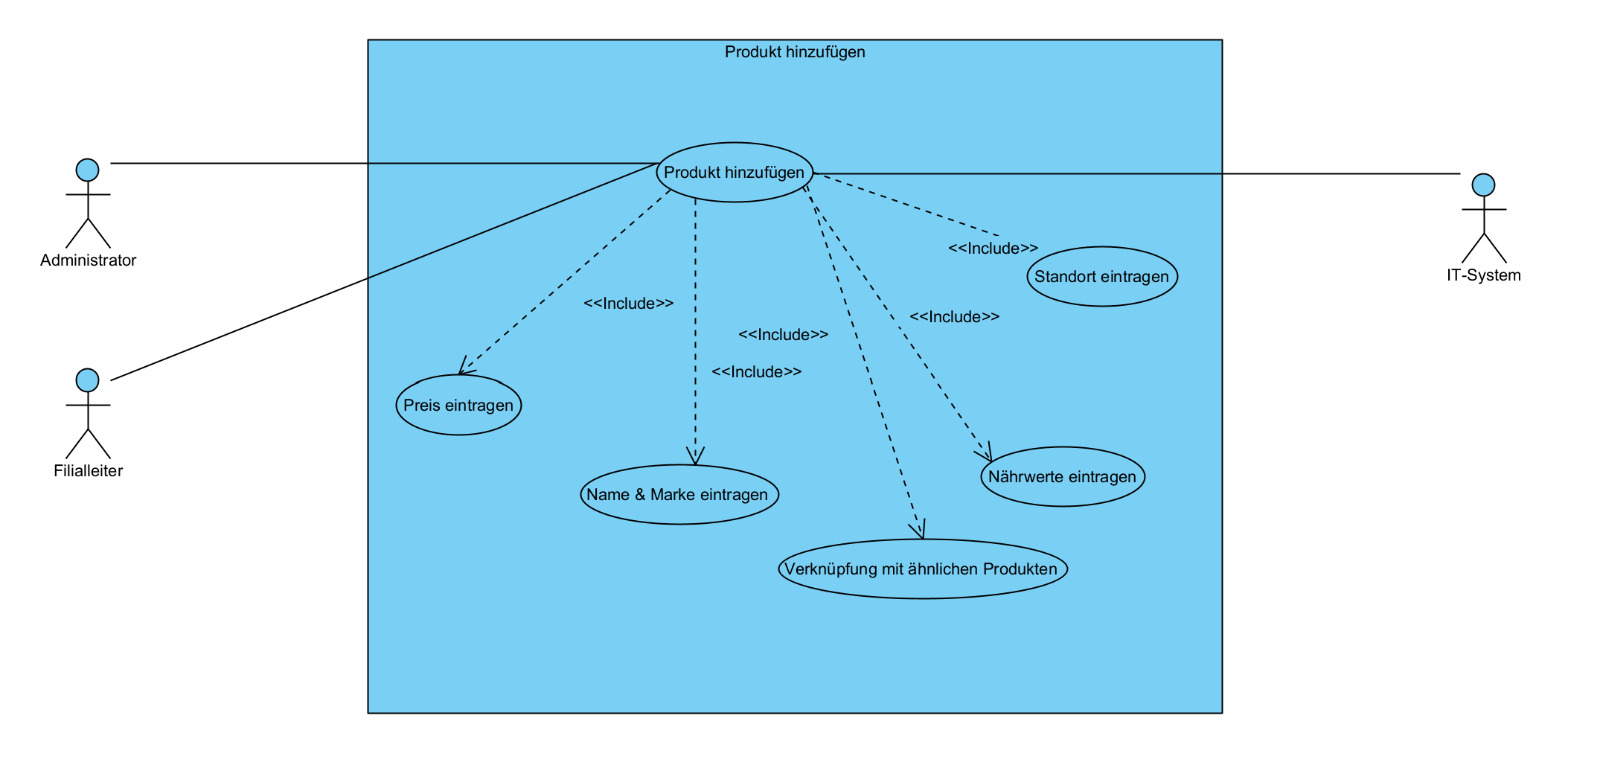 Produkt hinzufügen
Produkt hinzufügen
Administrator
IT-System
<<Include>>
Standort eintragen
<<Include>>
<<Include>>
<<Include>>
<<Include>>
Preis eintragen
Filialleiter
Nährwerte eintragen
Name & Marke eintragen
Verknüpfung mit ähnlichen Produkten